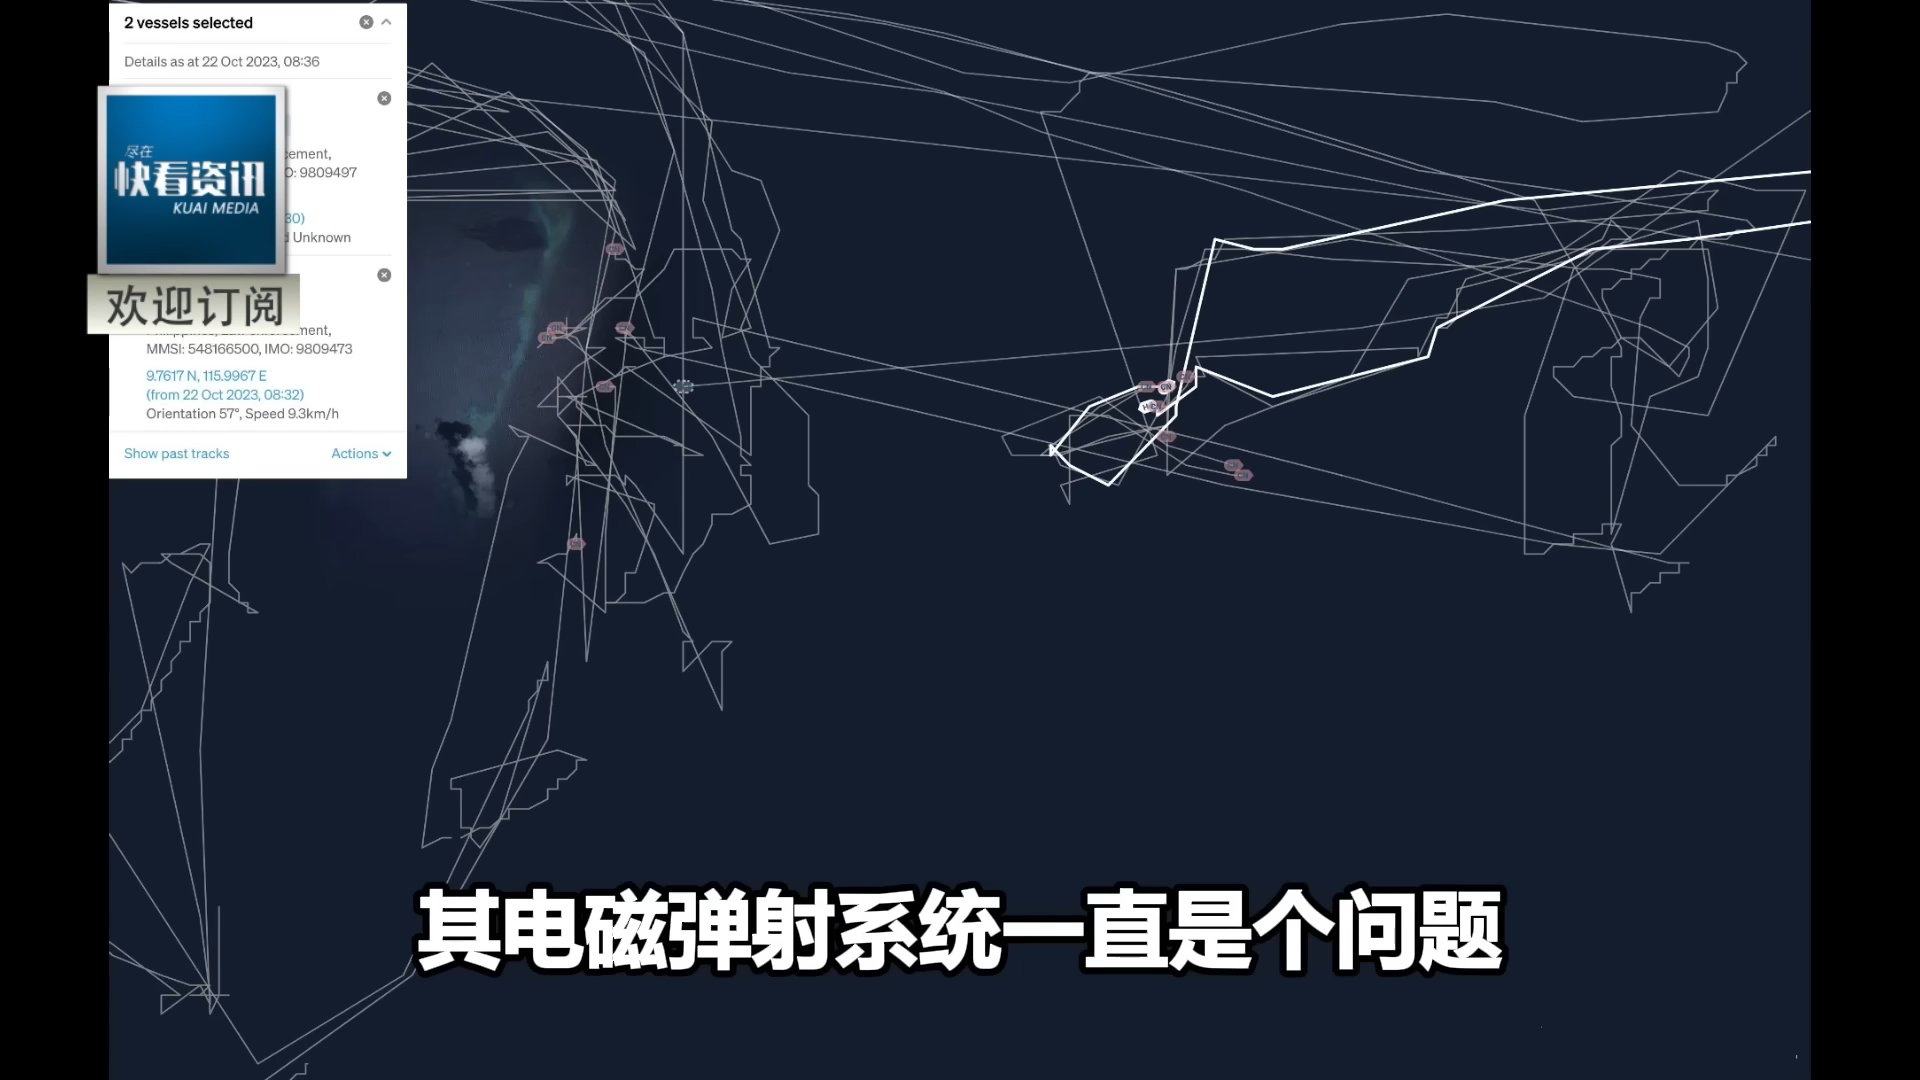 2 vessels selected
Details as at 22 Oct 2023, 08:36
尽在
快看资讯
KUAI MEDIA
欢迎订阅
9809497
Unknown
MMSI: 548166500, IMO: 9809473
9.7617 N, 115.9967 E
(from 22 Oct 2023, 08:32)
Orientation 57°, Speed 9.3km/h
Show past tracks
Actions
CN
其电磁弹射系统一直是个问题